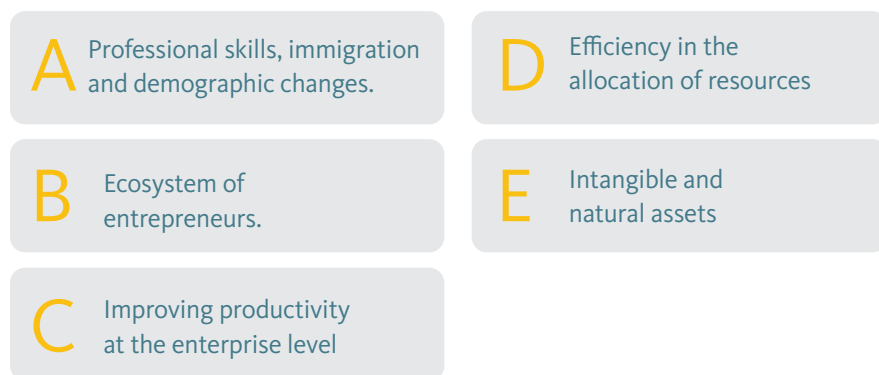 A
Professional skills, immigration
and demographic changes.
B
Ecosystem of
entrepreneurs.
C
Improving productivity
at the enterprise level
D
Efficiency in the
allocation of resources
E
Intangible and
natural assets